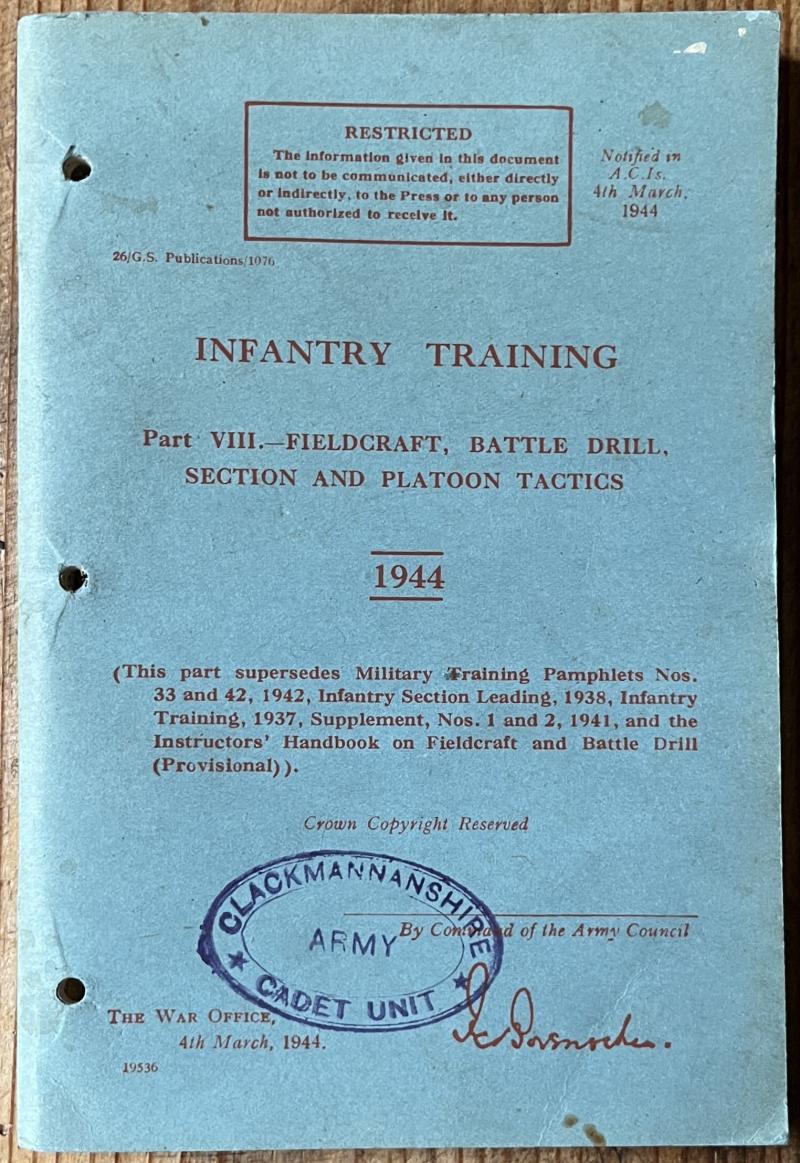 RESTRICTED
The information given in this document
is not to be communicated, either directly
or indirectly, to the Press or to any person
not authorized to receive it.
Notified in
A.C.Is.
4th March,
1944
26/G.S. Publications/1076
INFANTRY TRAINING
Part VIII.—FIELDCRAFT, BATTLE DRILL,
SECTION AND PLATOON TACTICS
1944
(This part supersedes Military Training Pamphlets Nos.
33 and 42, 1942, Infantry Section Leading, 1938, Infantry
Training, 1937, Supplement, Nos. 1 and 2, 1941, and the
Instructors' Handbook on Fieldcraft and Battle Drill
(Provisional)).
Crown Copyright Reserved
CLACKMANNANSHIRE
ARMY
★ CADET UNIT ★
By Command of the Army Council
THE WAR OFFICE,
4th March, 1944.
19536